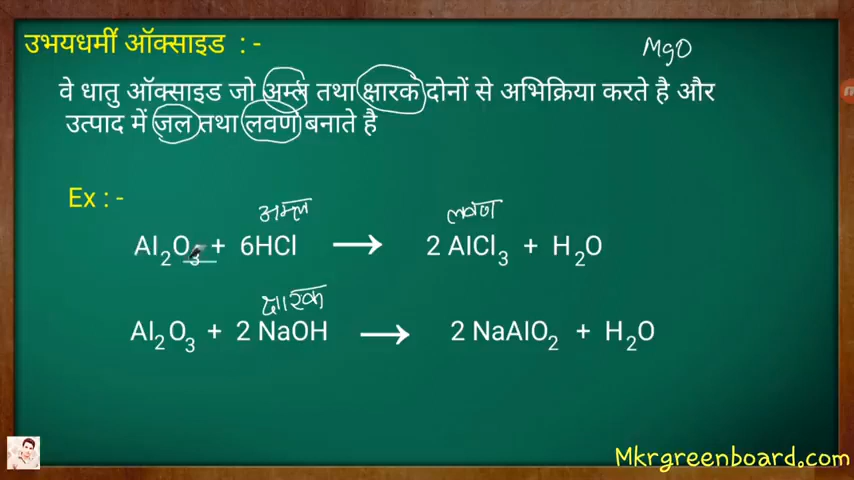 उभयधर्मी ऑक्साइड :-
MgO
वे धातु ऑक्साइड जो अम्ल तथा क्षारक दोनों से अभिक्रिया करते है और
उत्पाद में जल तथा लवण बनाते है
Ex :-
अम्ल लवण
Al₂O₃ + 6HCl → 2 AlCl₃ + H₂O
क्षारक
Al₂O₃ + 2 NaOH → 2 NaAlO₂ + H₂O
Mkrgreenboard.com